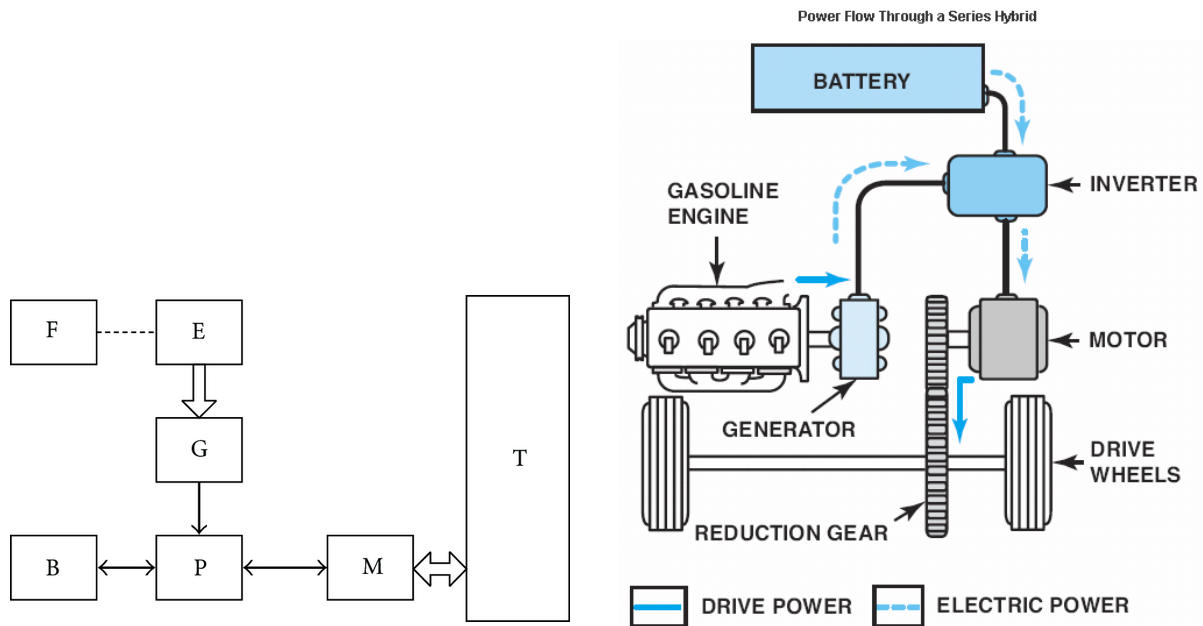 Power Flow Through a Series Hybrid
BATTERY
INVERTER
GASOLINE
ENGINE
F
E
MOTOR
G
GENERATOR
T
DRIVE
WHEELS
REDUCTION GEAR
B
P
M
DRIVE POWER
ELECTRIC POWER